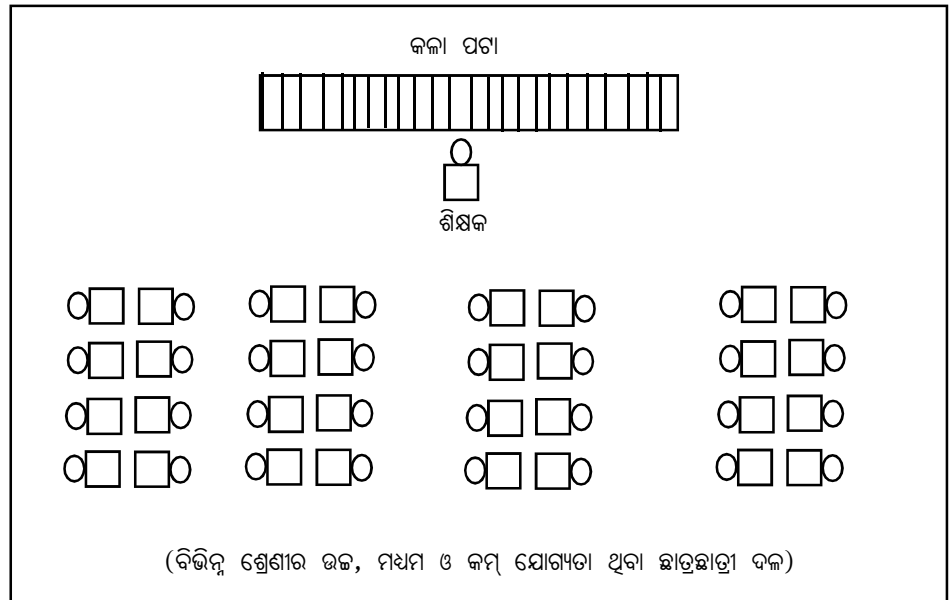 କଳା ପଟା
ଶିକ୍ଷକ
(ବିଭିନ୍ନ ଶ୍ରେଣୀର ଉଚ୍ଚ, ମଧ୍ୟମ ଓ କମ୍ ଯୋଗ୍ୟତା ଥିବା ଛାତ୍ରଛାତ୍ରୀ ଦଳ)